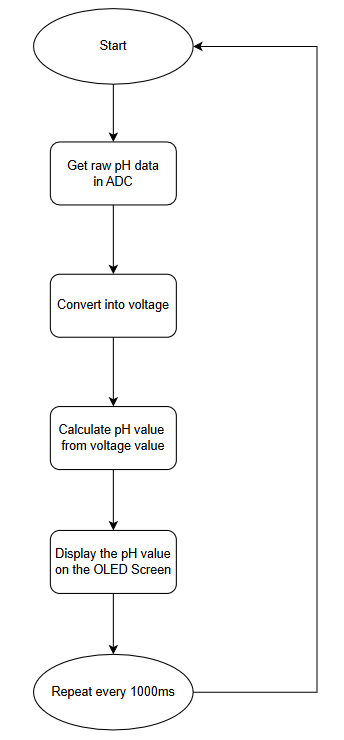 Start
Get raw pH data
in ADC
Convert into voltage
Calculate pH value
from voltage value
Display the pH value
on the OLED Screen
Repeat every 1000ms